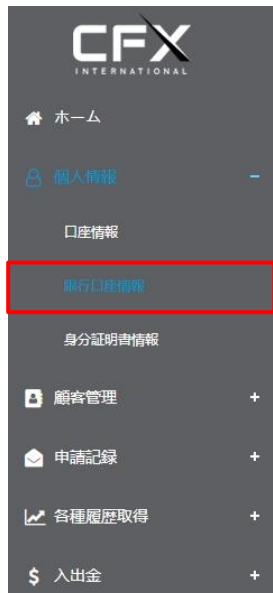 CFX
INTERNATIONAL
ホーム
個人情報 -
口座情報
銀行口座情報
身分証明書情報
顧客管理 +
申請記録 +
各種履歴取得 +
$ 入出金 +